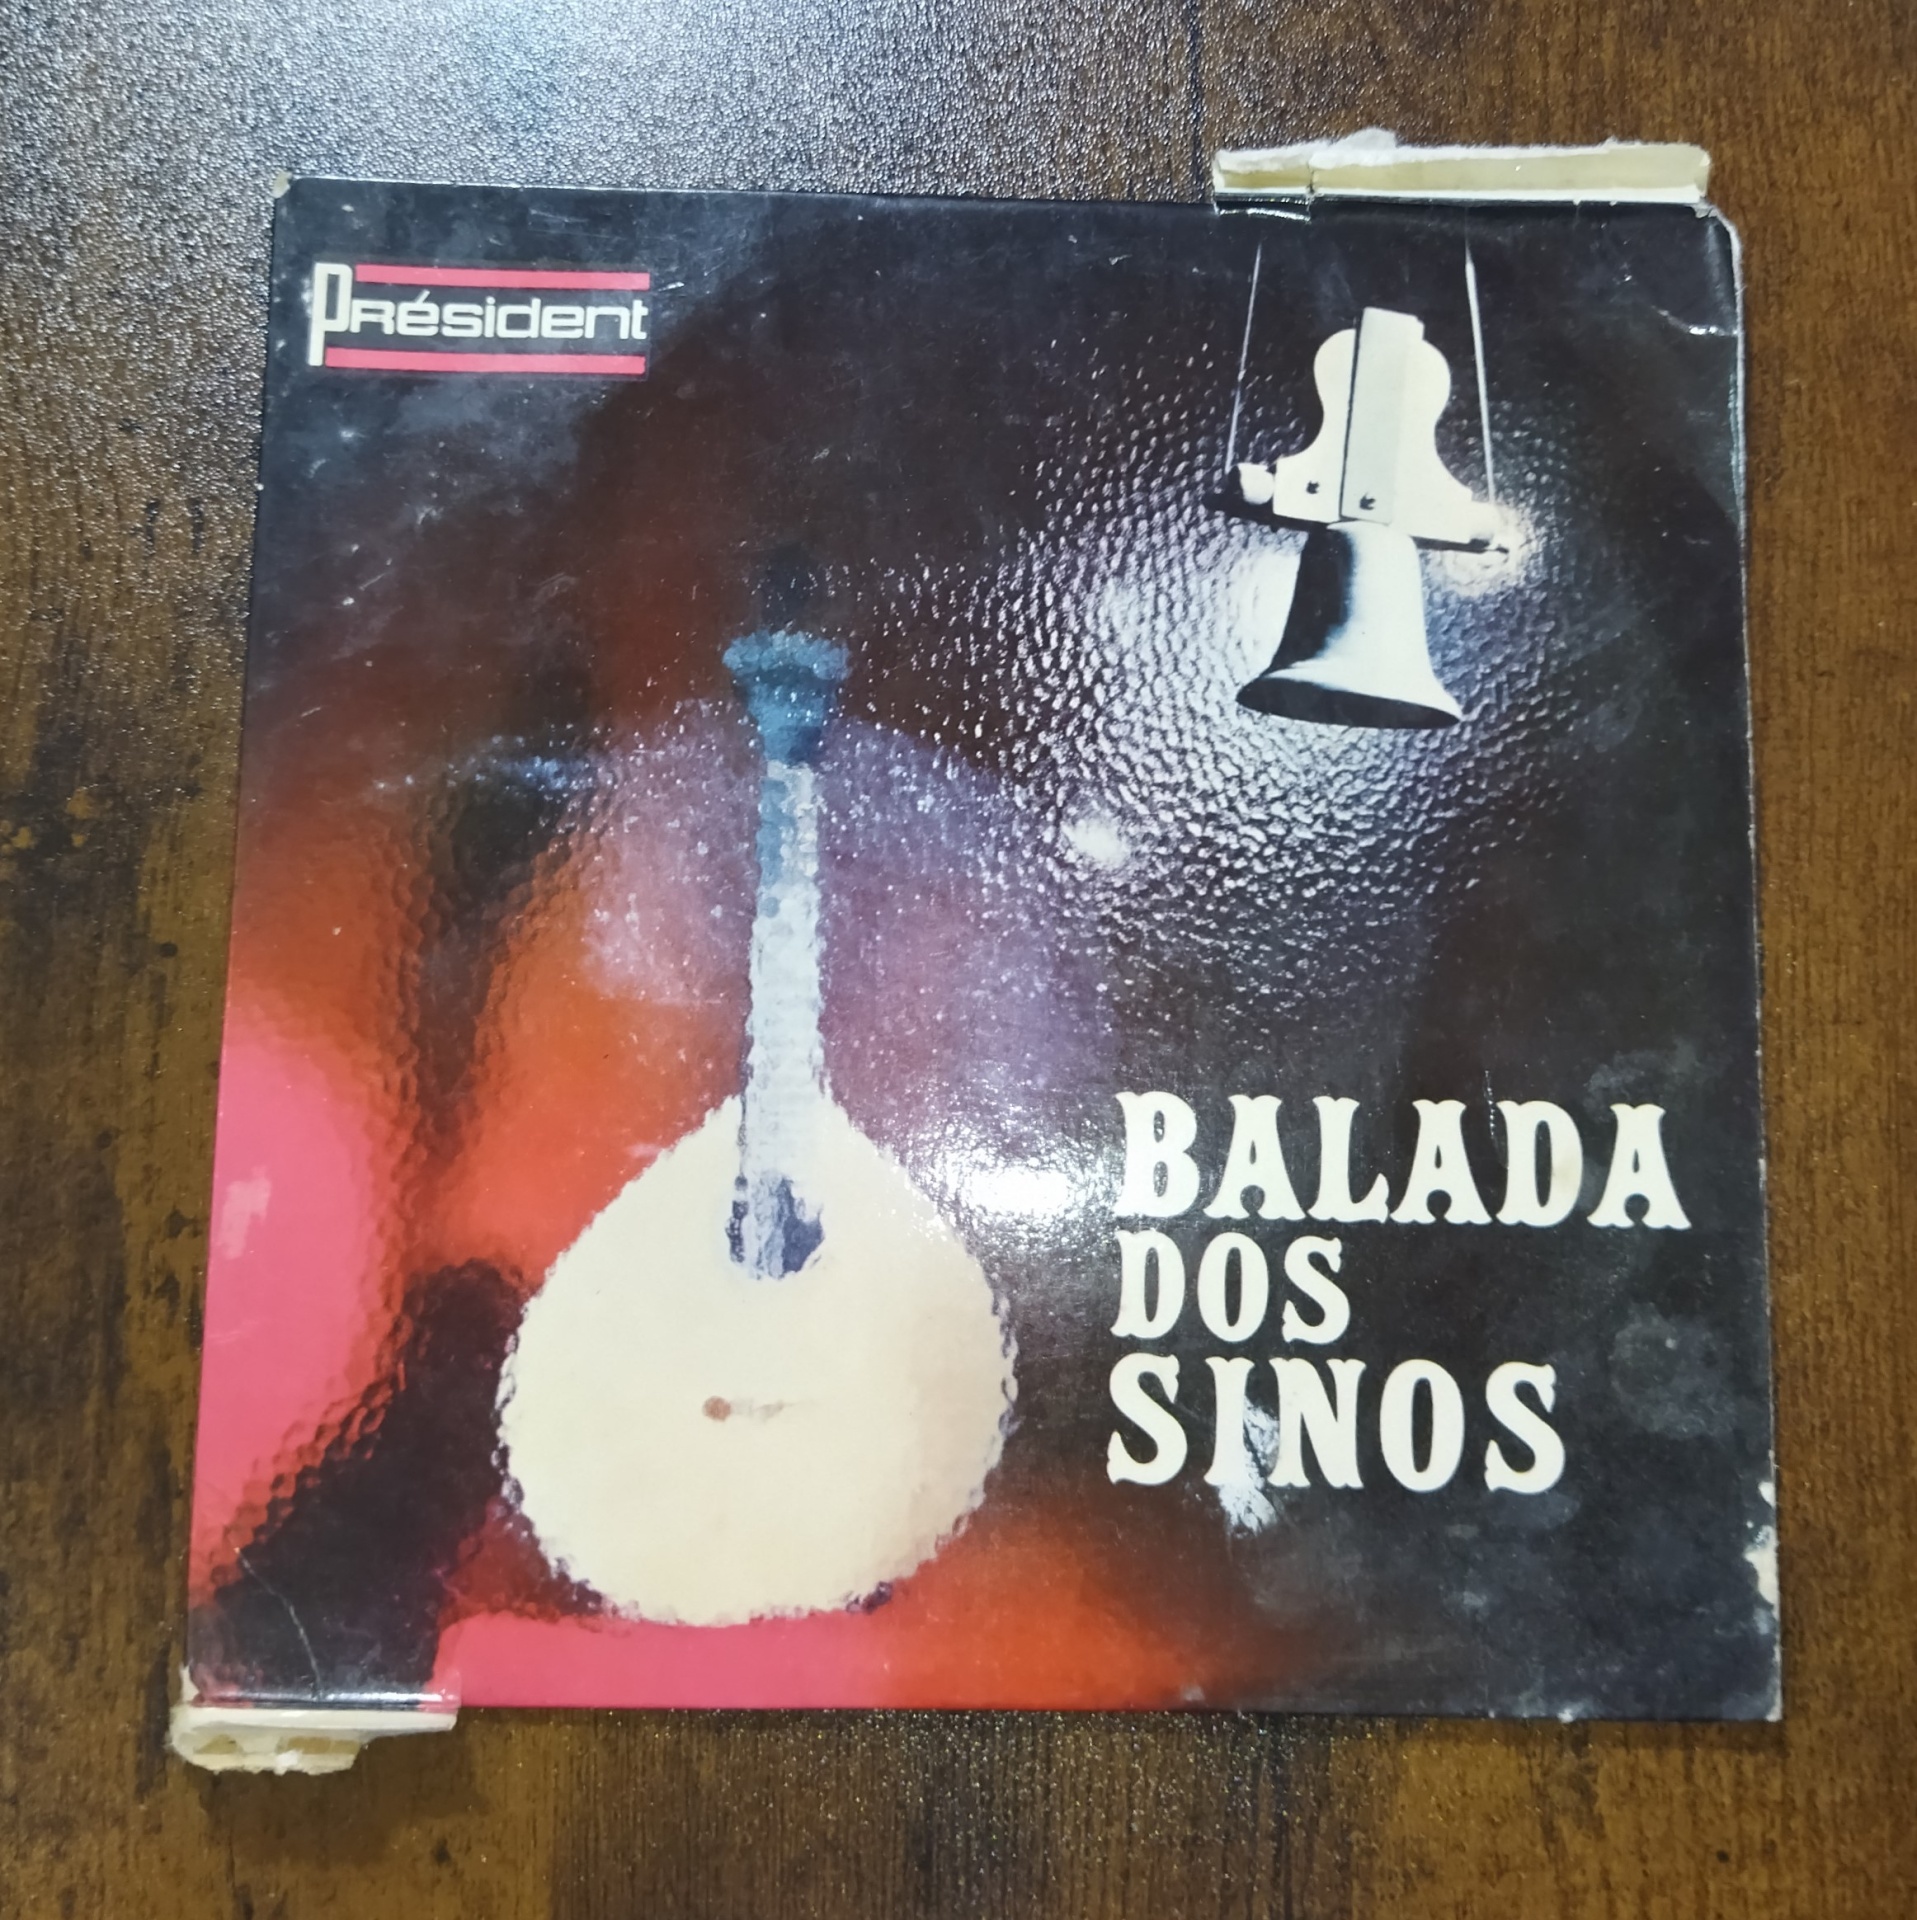 Président
BALADA
DOS
SINOS